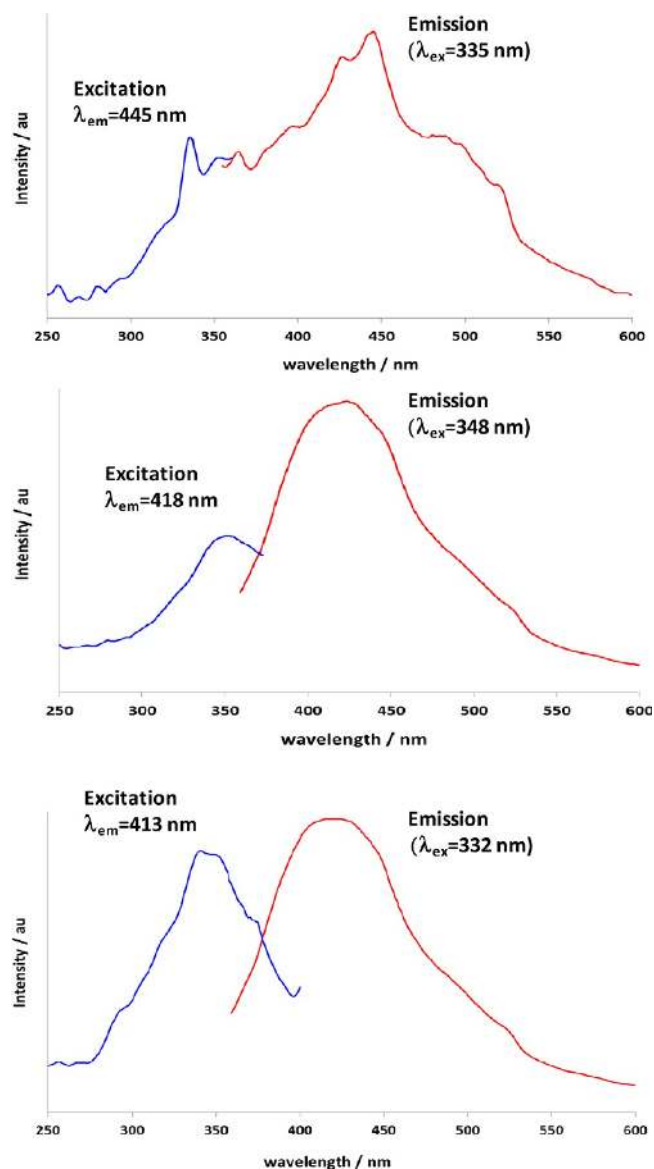 Emission
(λex=335 nm)
Excitation
λem=445 nm
Intensity / au
250 300 350 400 450 500 550 600
wavelength / nm
Emission
(λex=348 nm)
Excitation
λem=418 nm
Intensity / au
250 300 350 400 450 500 550 600
wavelength / nm
Excitation
λem=413 nm
Emission
(λex=332 nm)
Intensity / au
250 300 350 400 450 500 550 600
wavelength / nm